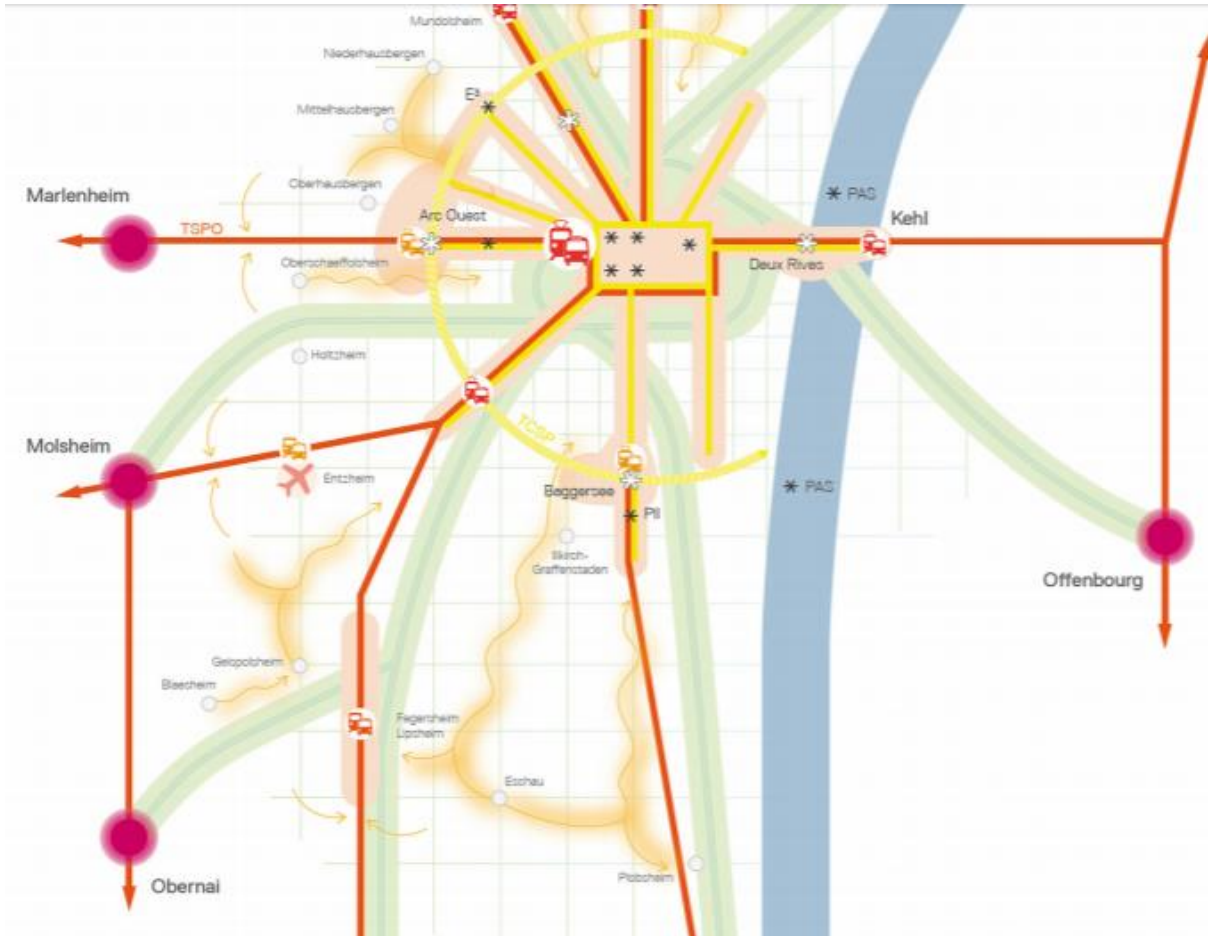 Mundolsheim
Niederhausbergen
Mittelhausbergen
Oberhausbergen
Marlenheim
TSPO
Arc Ouest
Oberschaeffolsheim
PAS
Kehl
Deux Rives
Holtzheim
Molsheim
Entzheim
TCSP
Baggersee
PII
PAS
Illkirch-
Graffenstaden
Offenbourg
Geispolsheim
Blaesheim
Fegersheim
Lipsheim
Eschau
Plobsheim
Obernai